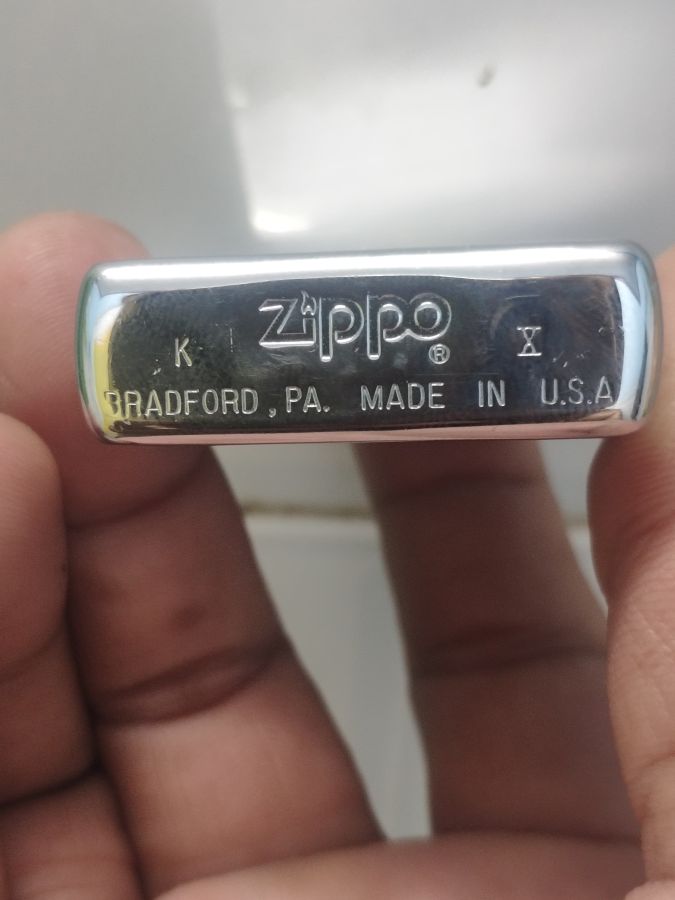 Zippo ®
K X
BRADFORD, PA. MADE IN U.S.A